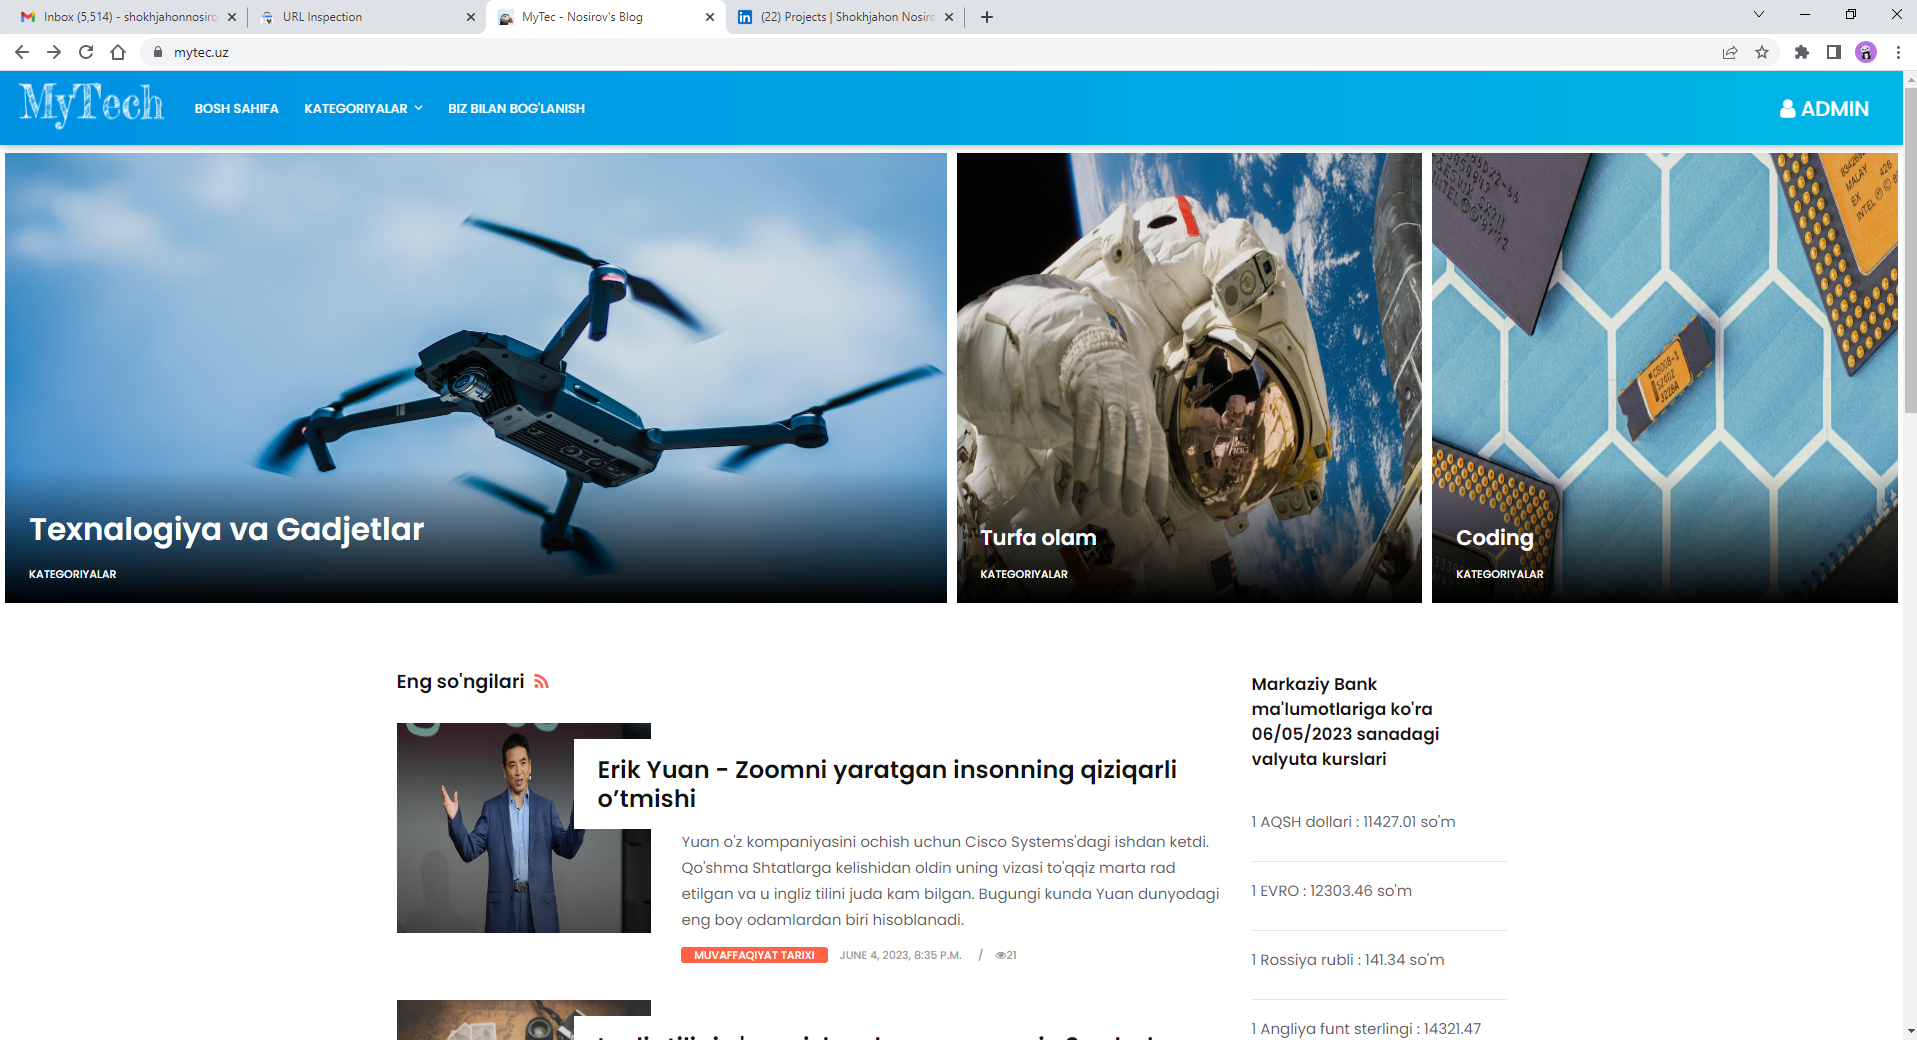 Inbox (5,514) - shokhjahonnosiro
URL Inspection
MyTec - Nosirov's Blog
(22) Projects | Shokhjahon Nosiro
mytec.uz
MyTech
BOSH SAHIFA
KATEGORIYALAR
BIZ BILAN BOG'LANISH
ADMIN
MALAY
EX 426
INTEL
Texnalogiya va Gadjetlar
KATEGORIYALAR
Turfa olam
KATEGORIYALAR
Coding
KATEGORIYALAR
Eng so'ngilari
Erik Yuan - Zoomni yaratgan insonning qiziqarli
o’tmishi
Yuan o'z kompaniyasini ochish uchun Cisco Systems'dagi ishdan ketdi.
Qo'shma Shtatlarga kelishidan oldin uning vizasi to'qqiz marta rad
etilgan va u ingliz tilini juda kam bilgan. Bugungi kunda Yuan dunyodagi
eng boy odamlardan biri hisoblanadi.
MUVAFFAQIYAT TARIXI
JUNE 4, 2023, 8:35 P.M.
/
21
Markaziy Bank
ma'lumotlariga ko'ra
06/05/2023 sanadagi
valyuta kurslari
1 AQSH dollari : 11427.01 so'm
1 EVRO : 12303.46 so'm
1 Rossiya rubli : 141.34 so'm
1 Angliya funt sterlingi : 14321.47